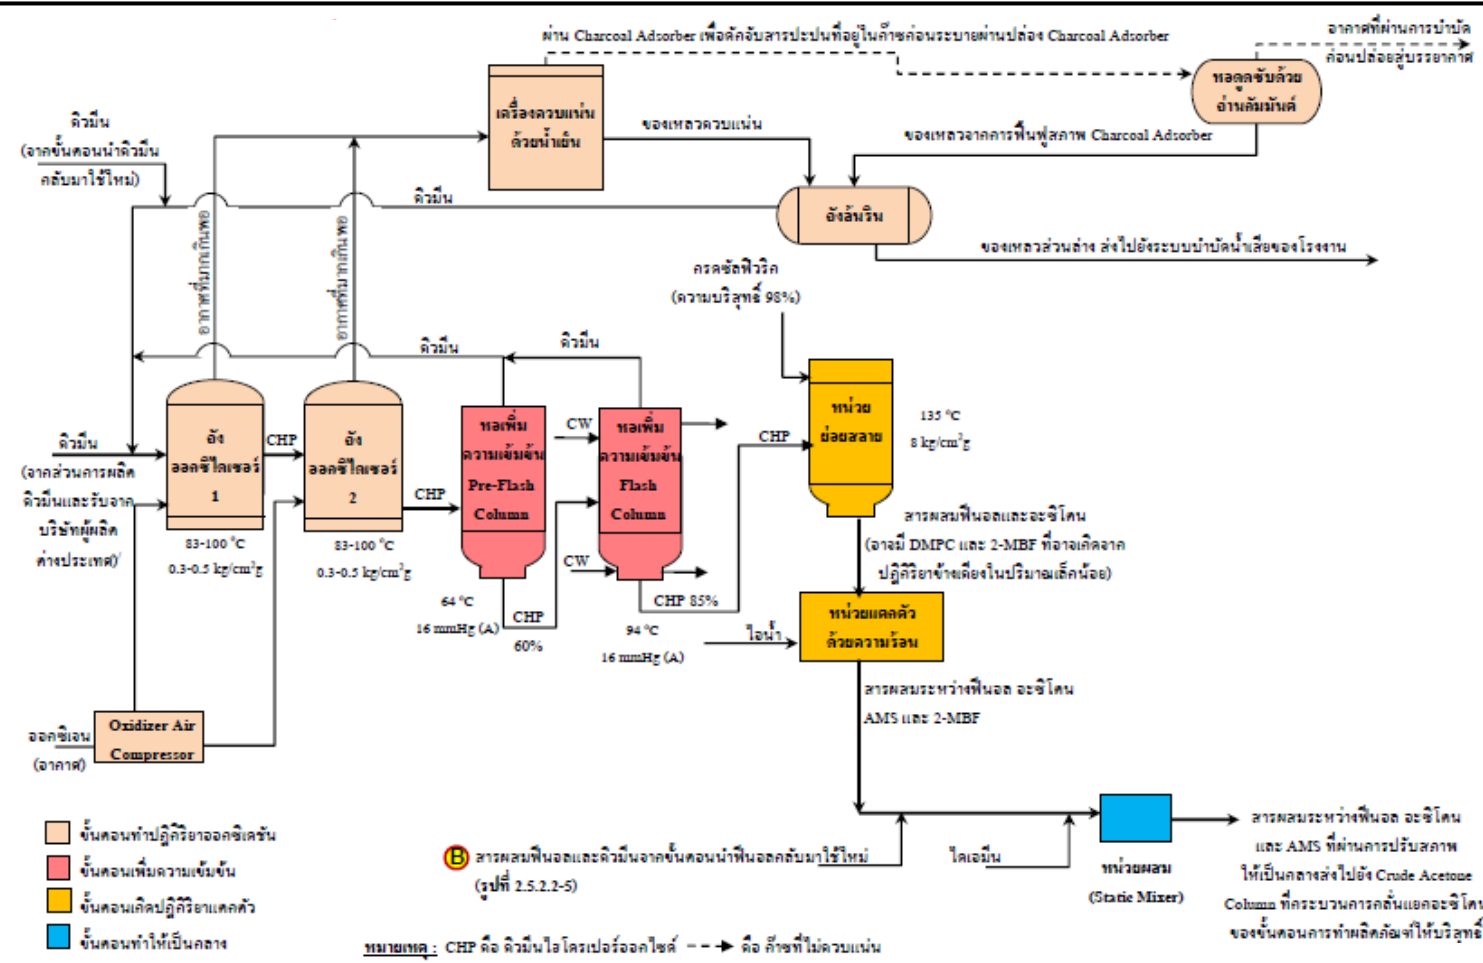 ผ่าน Charcoal Adsorber เพื่อดักจับสารปะปนที่อยู่ในก๊าซก่อนระบายผ่านปล่อง Charcoal Adsorber
อากาศที่ผ่านการบำบัด
ก่อนปล่อยสู่บรรยากาศ
หอดูดซับด้วย
ถ่านกัมมันต์
เครื่องควบแน่น
ด้วยน้ำเย็น
ของเหลวควบแน่น
ของเหลวจากการฟื้นฟูสภาพ Charcoal Adsorber
คิวมีน
(จากขั้นตอนนำคิวมีน
กลับมาใช้ใหม่)
คิวมีน
ถังล้นริน
ของเหลวส่วนล่าง ส่งไปยังระบบบำบัดน้ำเสียของโรงงาน
อากาศที่มากเกินพอ
อากาศที่มากเกินพอ
กรดซัลฟิวริค
(ความบริสุทธิ์ 98%)
คิวมีน
คิวมีน
คิวมีน
(จากส่วนการผลิต
คิวมีนและรับจาก
บริษัทผู้ผลิต
ต่างประเทศ)/
ถัง
ออกซิไดเซอร์
1
CHP
ถัง
ออกซิไดเซอร์
2
CHP
หอเพิ่ม
ความเข้มข้น
Pre-Flash
Column
CW
หอเพิ่ม
ความเข้มข้น
Flash
Column
CW
CHP
หน่วย
ย่อยสลาย
135 °C
8 kg/cm²g
83-100 °C
0.3-0.5 kg/cm²g
83-100 °C
0.3-0.5 kg/cm²g
64 °C
16 mmHg (A)
CHP
60%
CHP 85%
94 °C
16 mmHg (A)
สารผสมฟีนอลและอะซิโตน
(อาจมี DMPC และ 2-MBF ที่อาจเกิดจาก
ปฏิกิริยาข้างเคียงในปริมาณเล็กน้อย)
ไอน้ำ
หน่วยแตกตัว
ด้วยความร้อน
สารผสมระหว่างฟีนอล อะซิโตน
AMS และ 2-MBF
ออกซิเจน
(อากาศ)
Oxidizer Air
Compressor
ขั้นตอนทำปฏิกิริยาออกซิเดชัน
ขั้นตอนเพิ่มความเข้มข้น
ขั้นตอนเกิดปฏิกิริยาแตกตัว
ขั้นตอนทำให้เป็นกลาง
B สารผสมฟีนอลและคิวมีนจากขั้นตอนนำฟีนอลกลับมาใช้ใหม่
(รูปที่ 2.5.2.2-5)
ไดเอมีน
หน่วยผสม
(Static Mixer)
สารผสมระหว่างฟีนอล อะซิโตน
และ AMS ที่ผ่านการปรับสภาพ
ให้เป็นกลางส่งไปยัง Crude Acetone
Column ที่กระบวนการกลั่นแยกอะซิโตน
ของขั้นตอนการทำผลิตภัณฑ์ให้บริสุทธิ์
หมายเหตุ : CHP คือ คิวมีนไฮโดรเปอร์ออกไซด์ คือ ก๊าซที่ไม่ควบแน่น